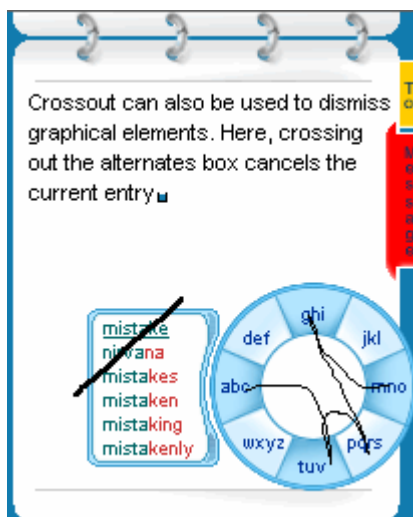 Crossout can also be used to dismiss
graphical elements. Here, crossing
out the alternates box cancels the
current entry
mistake
nirvana
mistakes
mistaken
mistaking
mistakenly
ghi
def
jkl
abc
mno
wxyz
pqrs
tuv